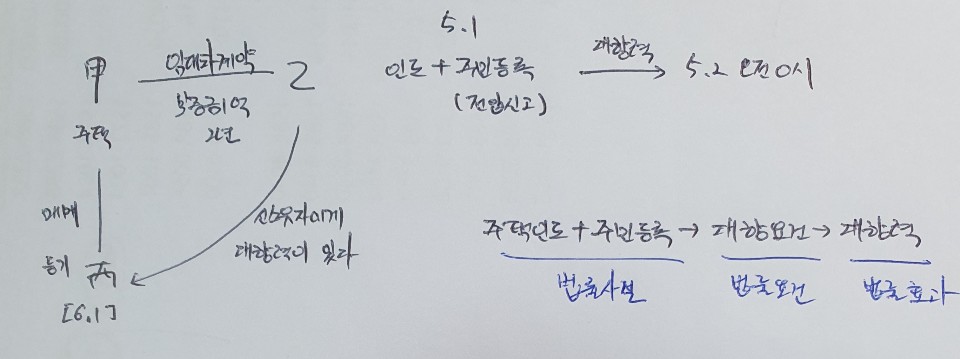 5.1
甲 임대차계약 乙
인도 + 주민등록 대항력 5.2 오전 0시
보증금 1억
(전입신고)
주택
2년
매매
제3자에게
대항력이 있다
등기 丙
[6.1]
주택인도 + 주민등록 → 대항요건 → 대항력
법률사실 법률요건 법률효과